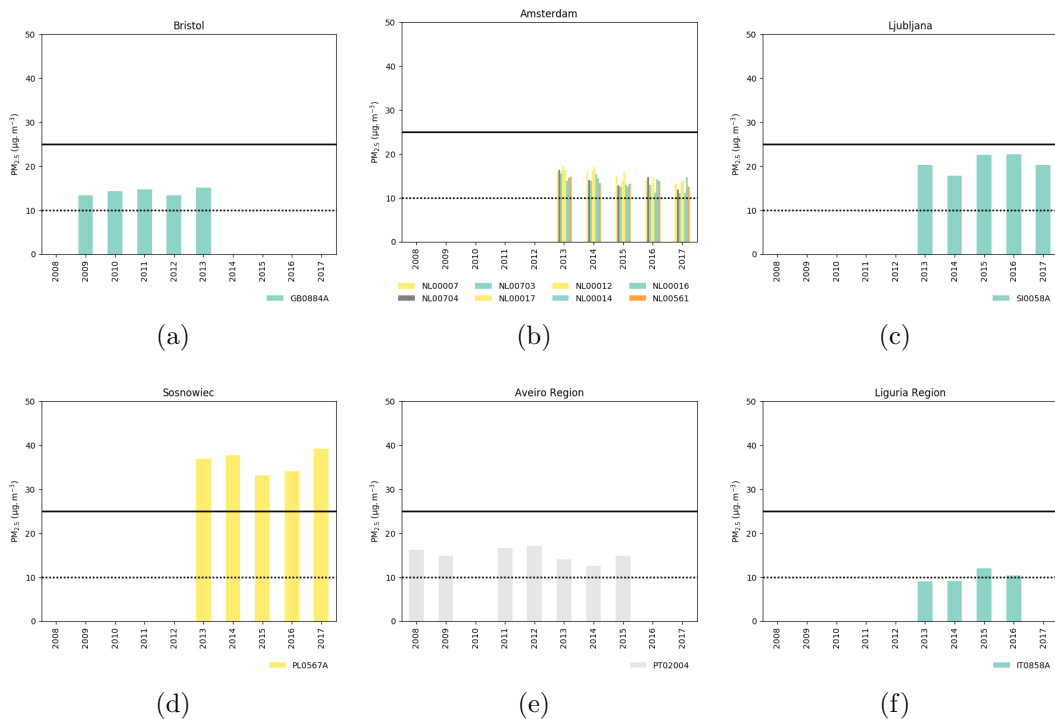 Bristol
50
40
30
20
10
0
PM2.5 (μg.m−3)
2008 2009 2010 2011 2012 2013 2014 2015 2016 2017
GB0884A
(a)
Amsterdam
50
40
30
20
10
0
PM2.5 (μg.m−3)
2008 2009 2010 2011 2012 2013 2014 2015 2016 2017
NL00007 NL00703 NL00012 NL00016
NL00704 NL00017 NL00014 NL00561
(b)
Ljubljana
50
40
30
20
10
0
PM2.5 (μg.m−3)
2008 2009 2010 2011 2012 2013 2014 2015 2016 2017
SI0058A
(c)
Sosnowiec
50
40
30
20
10
0
PM2.5 (μg.m−3)
2008 2009 2010 2011 2012 2013 2014 2015 2016 2017
PL0567A
(d)
Aveiro Region
50
40
30
20
10
0
PM2.5 (μg.m−3)
2008 2009 2010 2011 2012 2013 2014 2015 2016 2017
PT02004
(e)
Liguria Region
50
40
30
20
10
0
PM2.5 (μg.m−3)
2008 2009 2010 2011 2012 2013 2014 2015 2016 2017
IT0858A
(f)